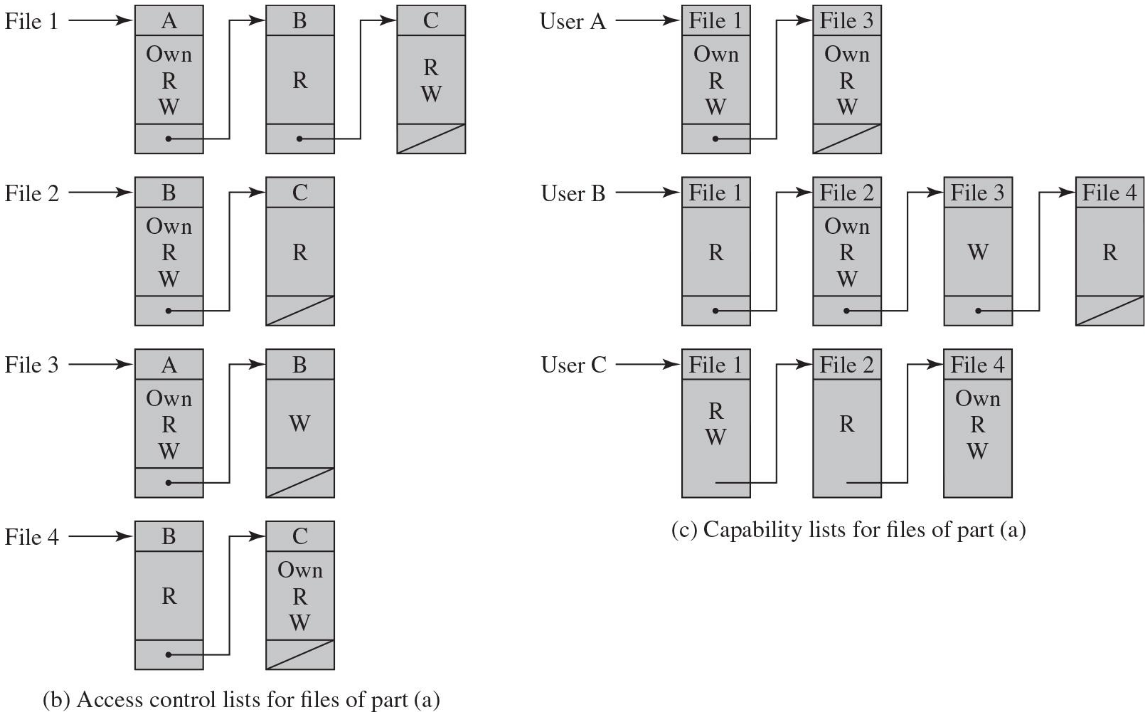 File 1
A
Own
R
W
B
R
C
R
W
File 2
B
Own
R
W
C
R
File 3
A
Own
R
W
B
W
File 4
B
R
C
Own
R
W
(b) Access control lists for files of part (a)
User A
File 1
Own
R
W
File 3
Own
R
W
User B
File 1
R
File 2
Own
R
W
File 3
W
File 4
R
User C
File 1
R
W
File 2
R
File 4
Own
R
W
(c) Capability lists for files of part (a)